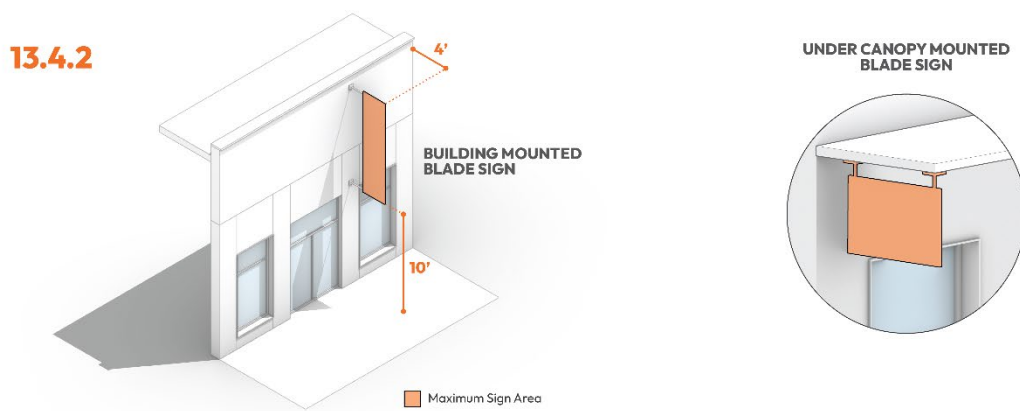 13.4.2
4’
BUILDING MOUNTED
BLADE SIGN
10’
Maximum Sign Area
UNDER CANOPY MOUNTED
BLADE SIGN